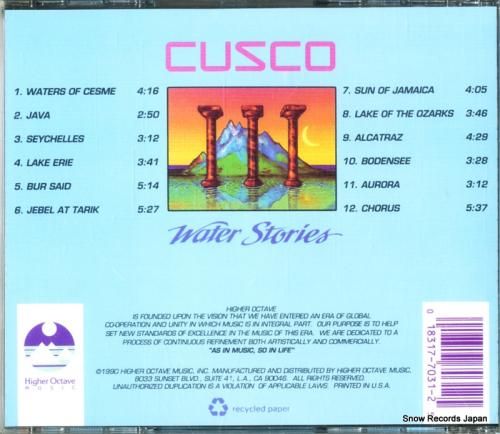 CUSCO
1. WATERS OF CESME 4:16
2. JAVA 2:50
3. SEYCHELLES 3:12
4. LAKE ERIE 3:41
5. BUR SAID 5:14
6. JEBEL AT TARIK 5:27
7. SUN OF JAMAICA 4:05
8. LAKE OF THE OZARKS 3:46
9. ALCATRAZ 4:29
10. BODENSEE 3:28
11. AURORA 3:12
12. CHORUS 5:37
Water Stories
HIGHER OCTAVE
IS FOUNDED UPON THE VISION THAT WE HAVE ENTERED AN ERA OF GLOBAL
CO-OPERATION AND UNITY IN WHICH MUSIC IS IN INTEGRAL PART. OUR PURPOSE IS TO HELP
SET NEW STANDARDS OF EXCELLENCE IN THE MUSIC OF THIS ERA. WE ARE DEDICATED TO A
PROCESS OF CONTINUOUS REFINEMENT BOTH ARTISTICALLY AND COMMERCIALLY.
"AS IN MUSIC, SO IN LIFE"
©1990 HIGHER OCTAVE MUSIC, INC. MANUFACTURED AND DISTRIBUTED BY HIGHER OCTAVE MUSIC,
8033 SUNSET BLVD., SUITE 41, L.A., CA 90046. ALL RIGHTS RESERVED.
UNAUTHORIZED DUPLICATION IS A VIOLATION OF APPLICABLE LAWS. PRINTED IN U.S.A.
recycled paper
Higher Octave
MUSIC
0 18317-7031-2
Snow Records Japan